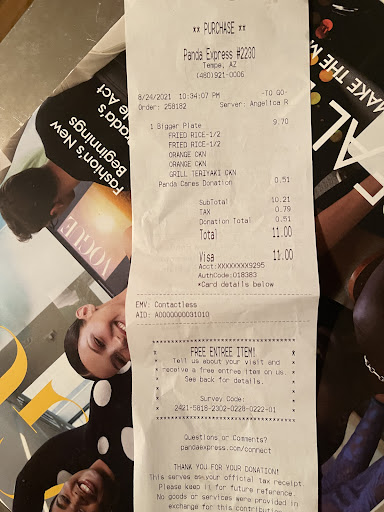 ** PURCHASE **
Panda Express #2280
Tempe, AZ
(480)921-0006
8/24/2021 10:34:07 PM -TO GO-
Order: 258182 Server: Angelica R
1 Bigger Plate 9.70
FRIED RICE-1/2
FRIED RICE-1/2
ORANGE CKN
ORANGE CKN
GRILL TERIYAKI CKN
Panda Cares Donation 0.51
SubTotal 10.21
TAX 0.79
Donation Total 0.51
Total 11.00
Visa 11.00
Acct:XXXXXXXX9295
AuthCode:018383
*Card details below
EMV: Contactless
AID: A0000000031010
FREE ENTREE ITEM!
Tell us about your visit and
receive a free entree item on us.
See back for details.
Survey Code:
2421-5818-2302-0228-0222-01
Questions or Comments?
pandaexpress.com/connect
THANK YOU FOR YOUR DONATION!
This serves as your official tax receipt.
Please keep it for future reference.
No goods or services were provided in
exchange for this contribution.
Fashion's New
Beginnings
VOGUE
MAKE THE